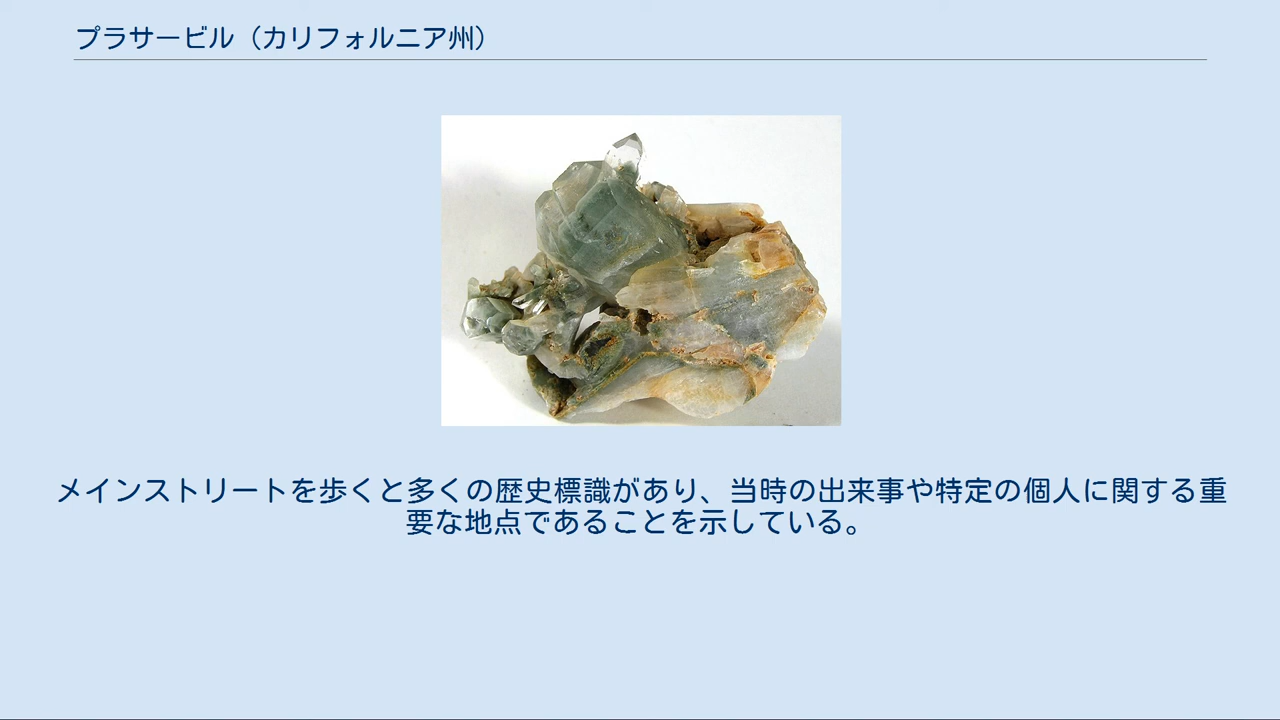 プラサービル（カリフォルニア州）
メインストリートを歩くと多くの歴史標識があり、当時の出来事や特定の個人に関する重
要な地点であることを示している。